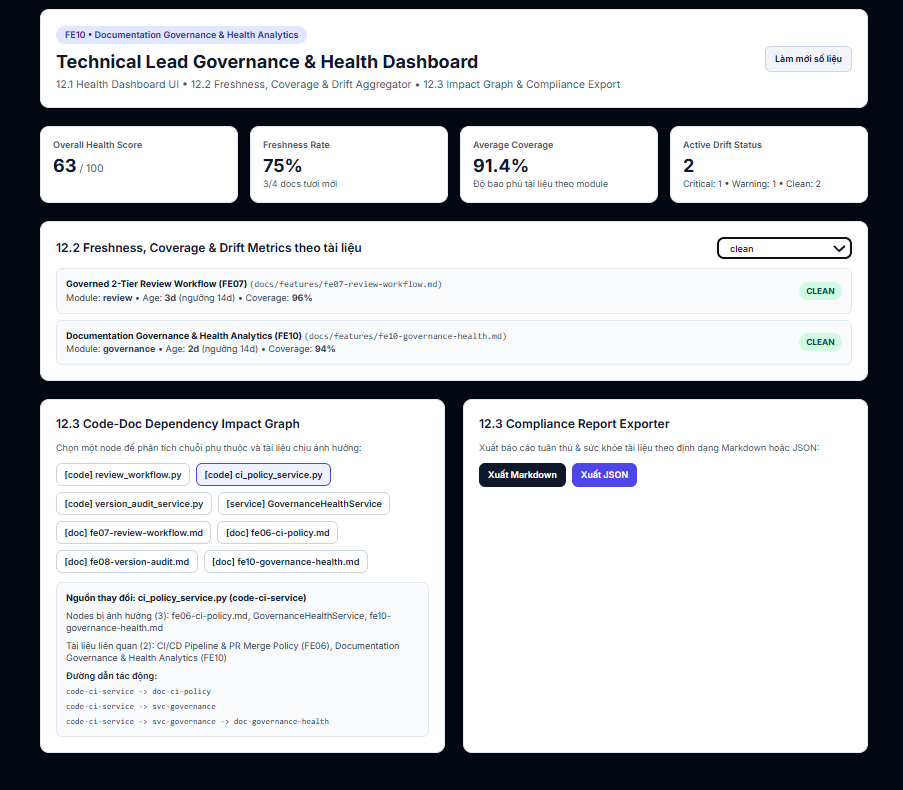 FE10 • Documentation Governance & Health Analytics
Technical Lead Governance & Health Dashboard
12.1 Health Dashboard UI • 12.2 Freshness, Coverage & Drift Aggregator • 12.3 Impact Graph & Compliance Export
Làm mới số liệu
Overall Health Score
63 / 100
Freshness Rate
75%
3/4 docs tươi mới
Average Coverage
91.4%
Độ bao phủ tài liệu theo module
Active Drift Status
2
Critical: 1 • Warning: 1 • Clean: 2
12.2 Freshness, Coverage & Drift Metrics theo tài liệu
clean
Governed 2-Tier Review Workflow (FE07) (docs/features/fe07-review-workflow.md)
Module: review • Age: 3d (ngưỡng 14d) • Coverage: 96%
CLEAN
Documentation Governance & Health Analytics (FE10) (docs/features/fe10-governance-health.md)
Module: governance • Age: 2d (ngưỡng 14d) • Coverage: 94%
CLEAN
12.3 Code-Doc Dependency Impact Graph
Chọn một node để phân tích chuỗi phụ thuộc và tài liệu chịu ảnh hưởng:
[code] review_workflow.py
[code] ci_policy_service.py
[code] version_audit_service.py
[service] GovernanceHealthService
[doc] fe07-review-workflow.md
[doc] fe06-ci-policy.md
[doc] fe08-version-audit.md
[doc] fe10-governance-health.md
Nguồn thay đổi: ci_policy_service.py (code-ci-service)
Nodes bị ảnh hưởng (3): fe06-ci-policy.md, GovernanceHealthService, fe10-
governance-health.md
Tài liệu liên quan (2): CI/CD Pipeline & PR Merge Policy (FE06), Documentation
Governance & Health Analytics (FE10)
Đường dẫn tác động:
code-ci-service -> doc-ci-policy
code-ci-service -> svc-governance
code-ci-service -> svc-governance -> doc-governance-health
12.3 Compliance Report Exporter
Xuất báo cáo tuân thủ & sức khỏe tài liệu theo định dạng Markdown hoặc JSON:
Xuất Markdown
Xuất JSON